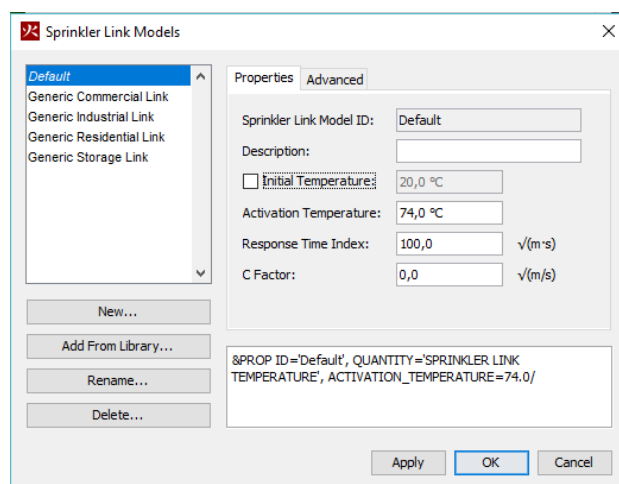 火 Sprinkler Link Models
Default
Generic Commercial Link
Generic Industrial Link
Generic Residential Link
Generic Storage Link
New...
Add From Library...
Rename...
Delete...
Properties Advanced
Sprinkler Link Model ID: Default
Description:
Initial Temperature: 20,0 ºC
Activation Temperature: 74,0 ºC
Response Time Index: 100,0 √(m·s)
C Factor: 0,0 √(m/s)
&PROP ID='Default', QUANTITY='SPRINKLER LINK
TEMPERATURE', ACTIVATION_TEMPERATURE=74.0/
Apply OK Cancel